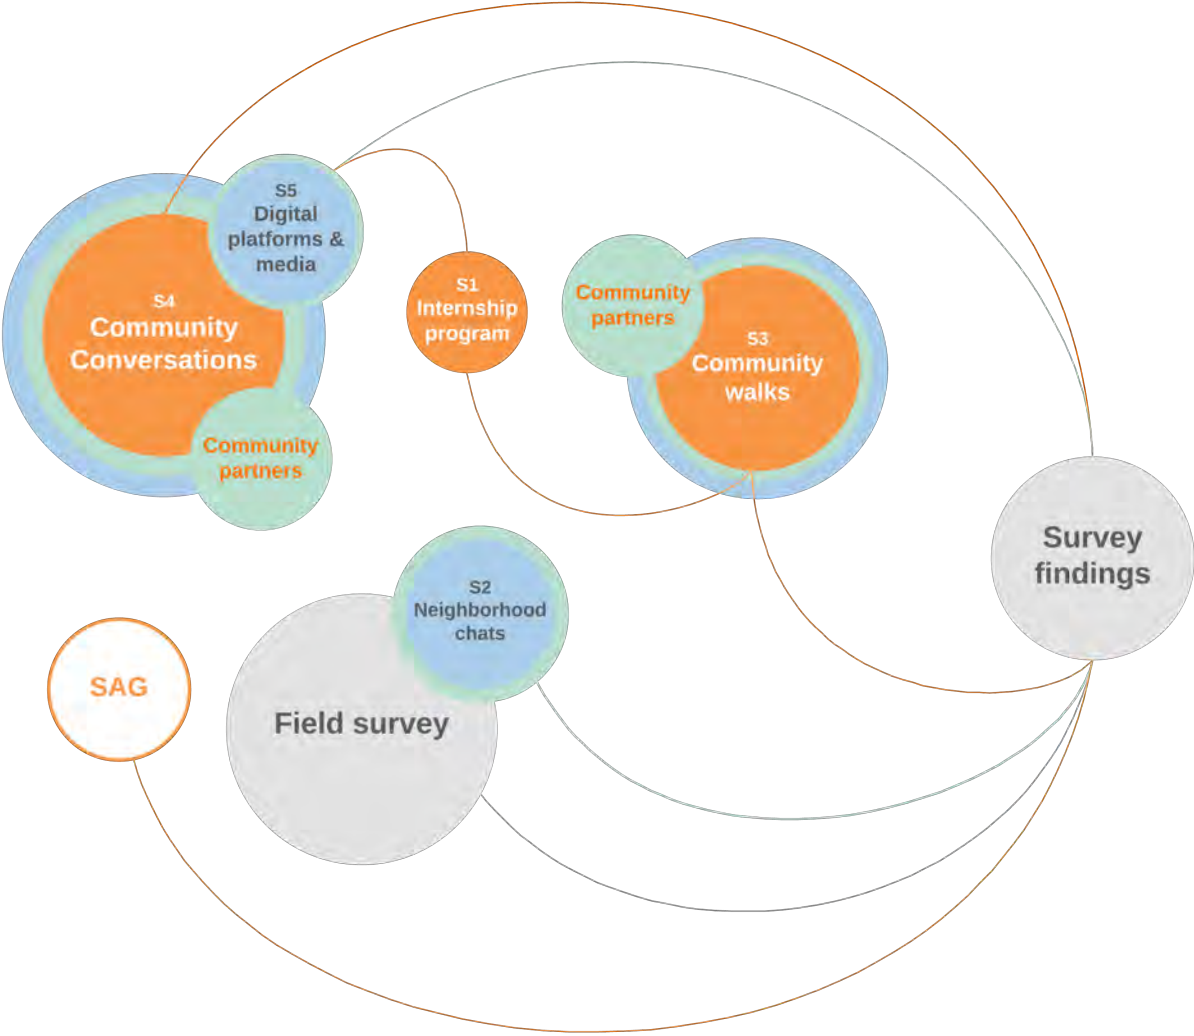 S5
Digital
platforms &
media
S4
Community
Conversations
Community
partners
S1
Internship
program
Community
partners
S3
Community
walks
Survey
findings
S2
Neighborhood
chats
Field survey
SAG